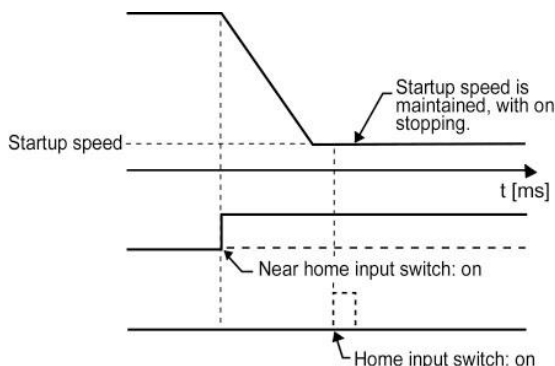 Startup speed is
maintained, with on
stopping.
Startup speed
t [ms]
Near home input switch: on
Home input switch: on